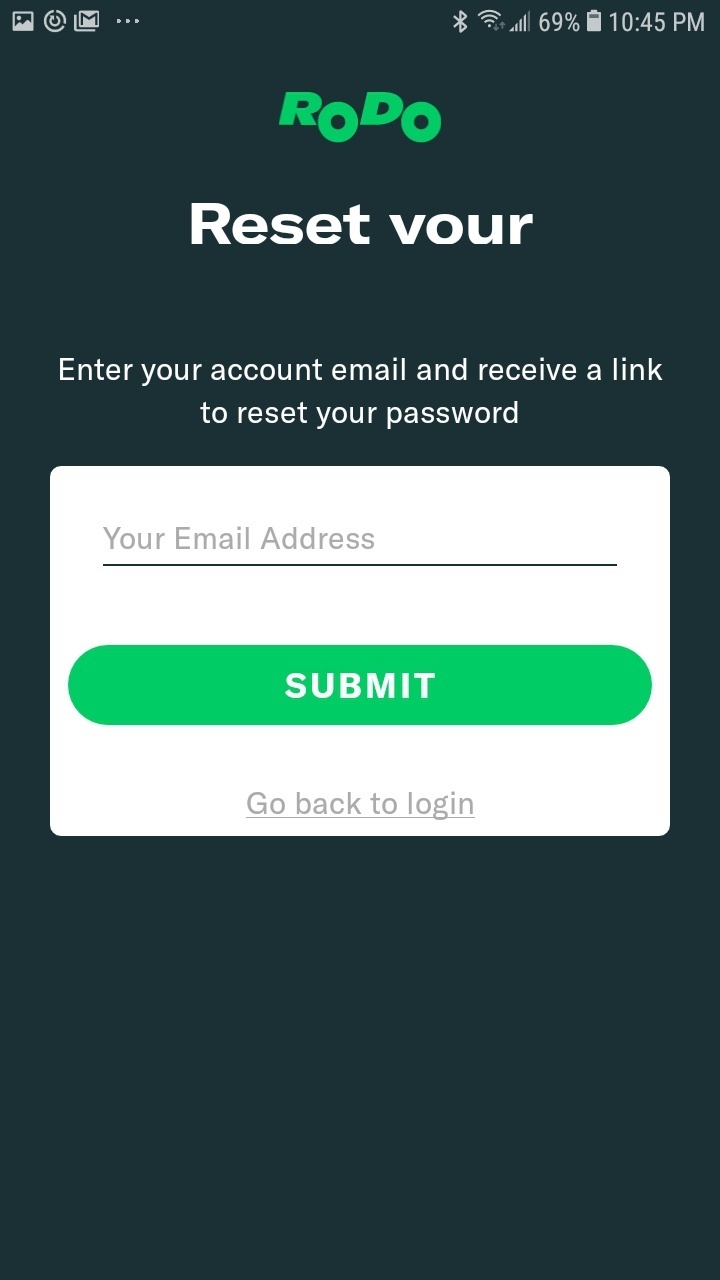 69% 10:45 PM
RoDo
Reset your
Enter your account email and receive a link
to reset your password
Your Email Address
SUBMIT
Go back to login